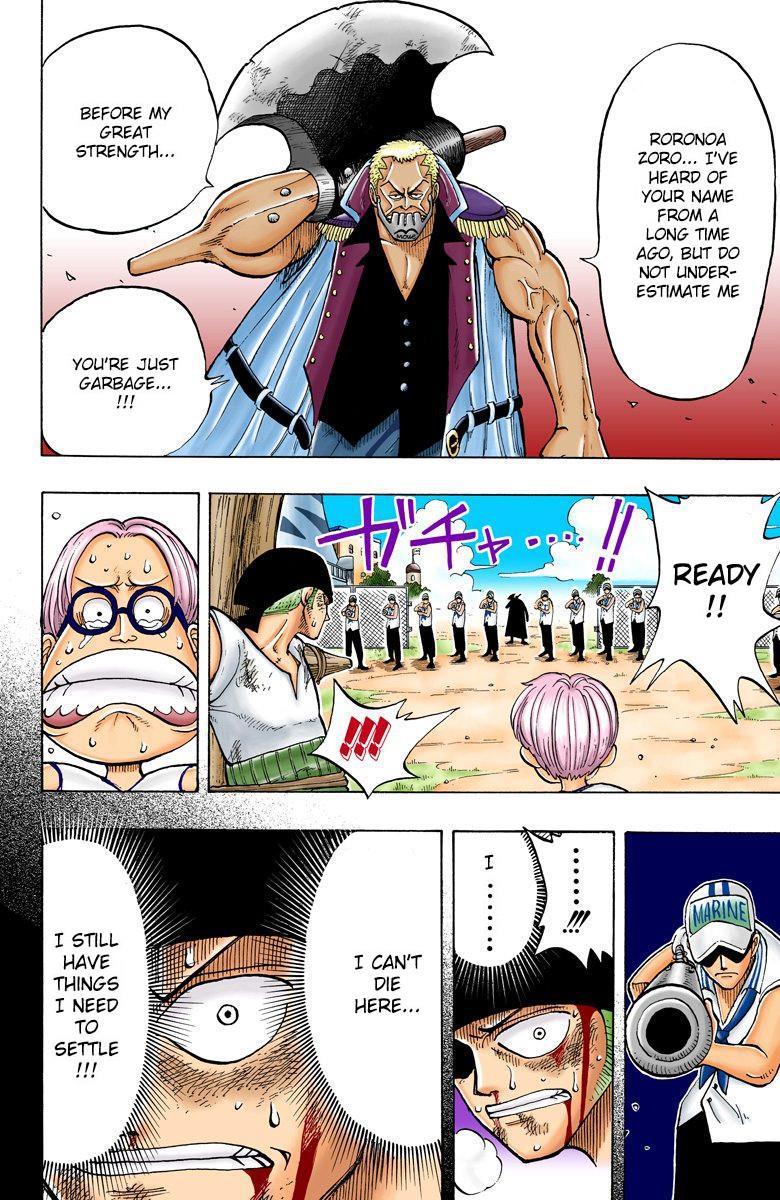 RORONOA
ZORO... I'VE
HEARD OF
YOUR NAME
FROM A
LONG TIME
AGO, BUT DO
NOT UNDER-
ESTIMATE ME
BEFORE MY
GREAT
STRENGTH...
YOU'RE JUST
GARBAGE...
!!!
READY
!!
ガチャ....!!
!!!
MARINE
.....
!!!
I
.....
I CAN'T
DIE
HERE...
I STILL
HAVE
THINGS
I NEED
TO
SETTLE
!!!